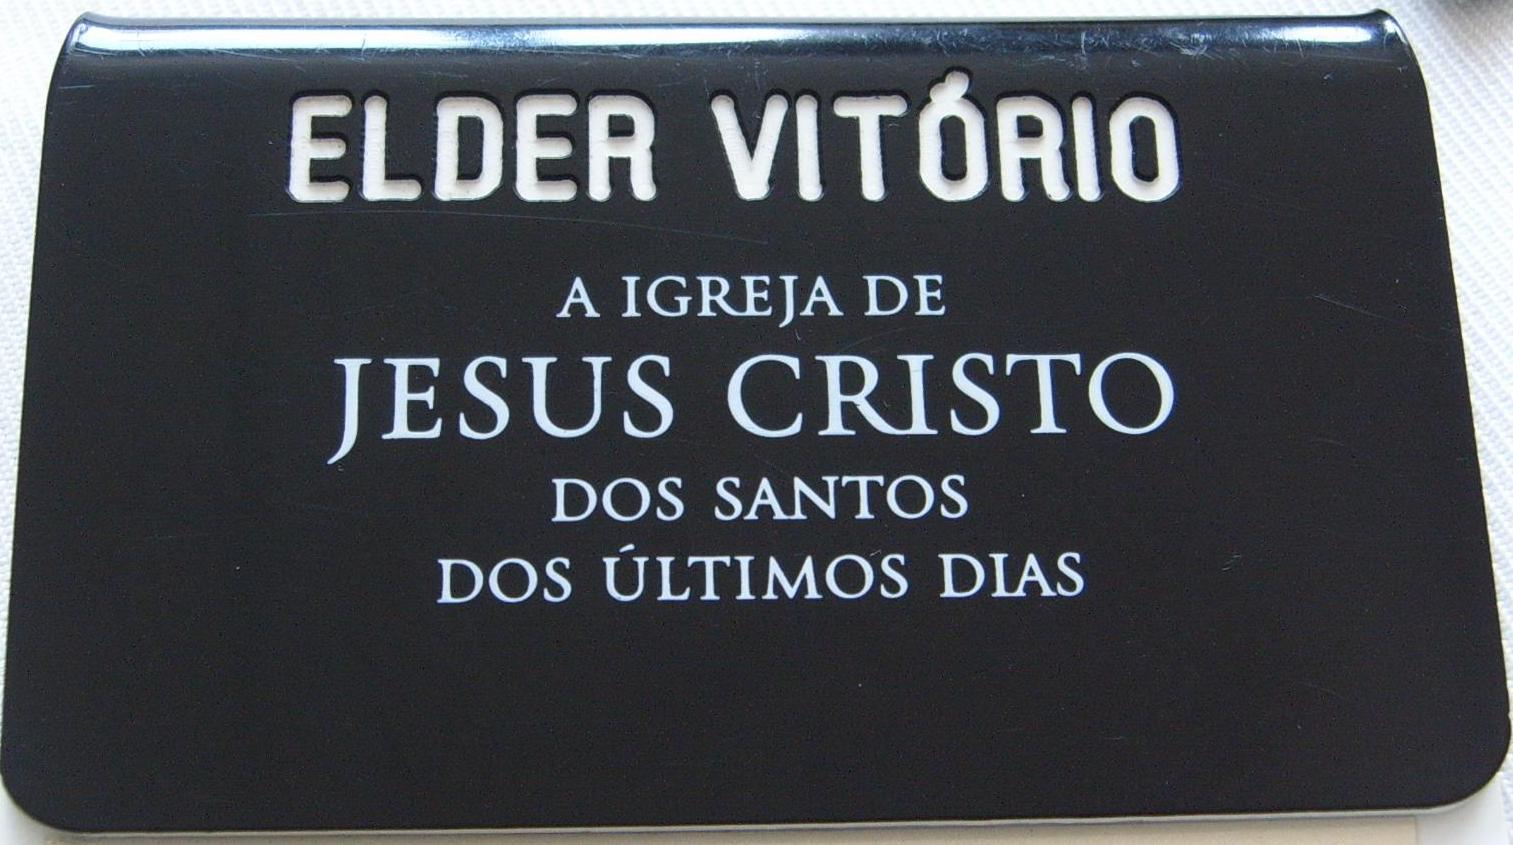 ELDER VITÓRIO
A IGREJA DE
JESUS CRISTO
DOS SANTOS
DOS ÚLTIMOS DIAS